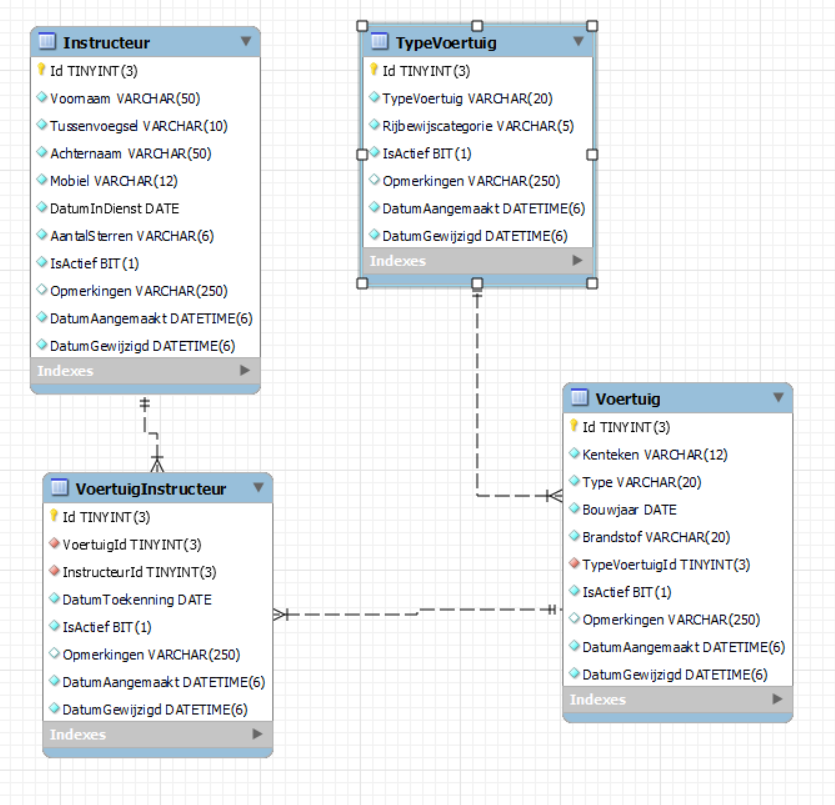 Instructeur
Id TINYINT(3)
Voornaam VARCHAR(50)
Tussenvoegsel VARCHAR(10)
Achternaam VARCHAR(50)
Mobiel VARCHAR(12)
DatumInDienst DATE
AantalSterren VARCHAR(6)
IsActief BIT(1)
Opmerkingen VARCHAR(250)
DatumAangemaakt DATETIME(6)
DatumGewijzigd DATETIME(6)
Indexes
TypeVoertuig
Id TINYINT(3)
TypeVoertuig VARCHAR(20)
Rijbewijscategorie VARCHAR(5)
IsActief BIT(1)
Opmerkingen VARCHAR(250)
DatumAangemaakt DATETIME(6)
DatumGewijzigd DATETIME(6)
Indexes
VoertuigInstructeur
Id TINYINT(3)
VoertuigId TINYINT(3)
InstructeurId TINYINT(3)
DatumToekenning DATE
IsActief BIT(1)
Opmerkingen VARCHAR(250)
DatumAangemaakt DATETIME(6)
DatumGewijzigd DATETIME(6)
Indexes
Voertuig
Id TINYINT(3)
Kenteken VARCHAR(12)
Type VARCHAR(20)
Bouwjaar DATE
Brandstof VARCHAR(20)
TypeVoertuigId TINYINT(3)
IsActief BIT(1)
Opmerkingen VARCHAR(250)
DatumAangemaakt DATETIME(6)
DatumGewijzigd DATETIME(6)
Indexes